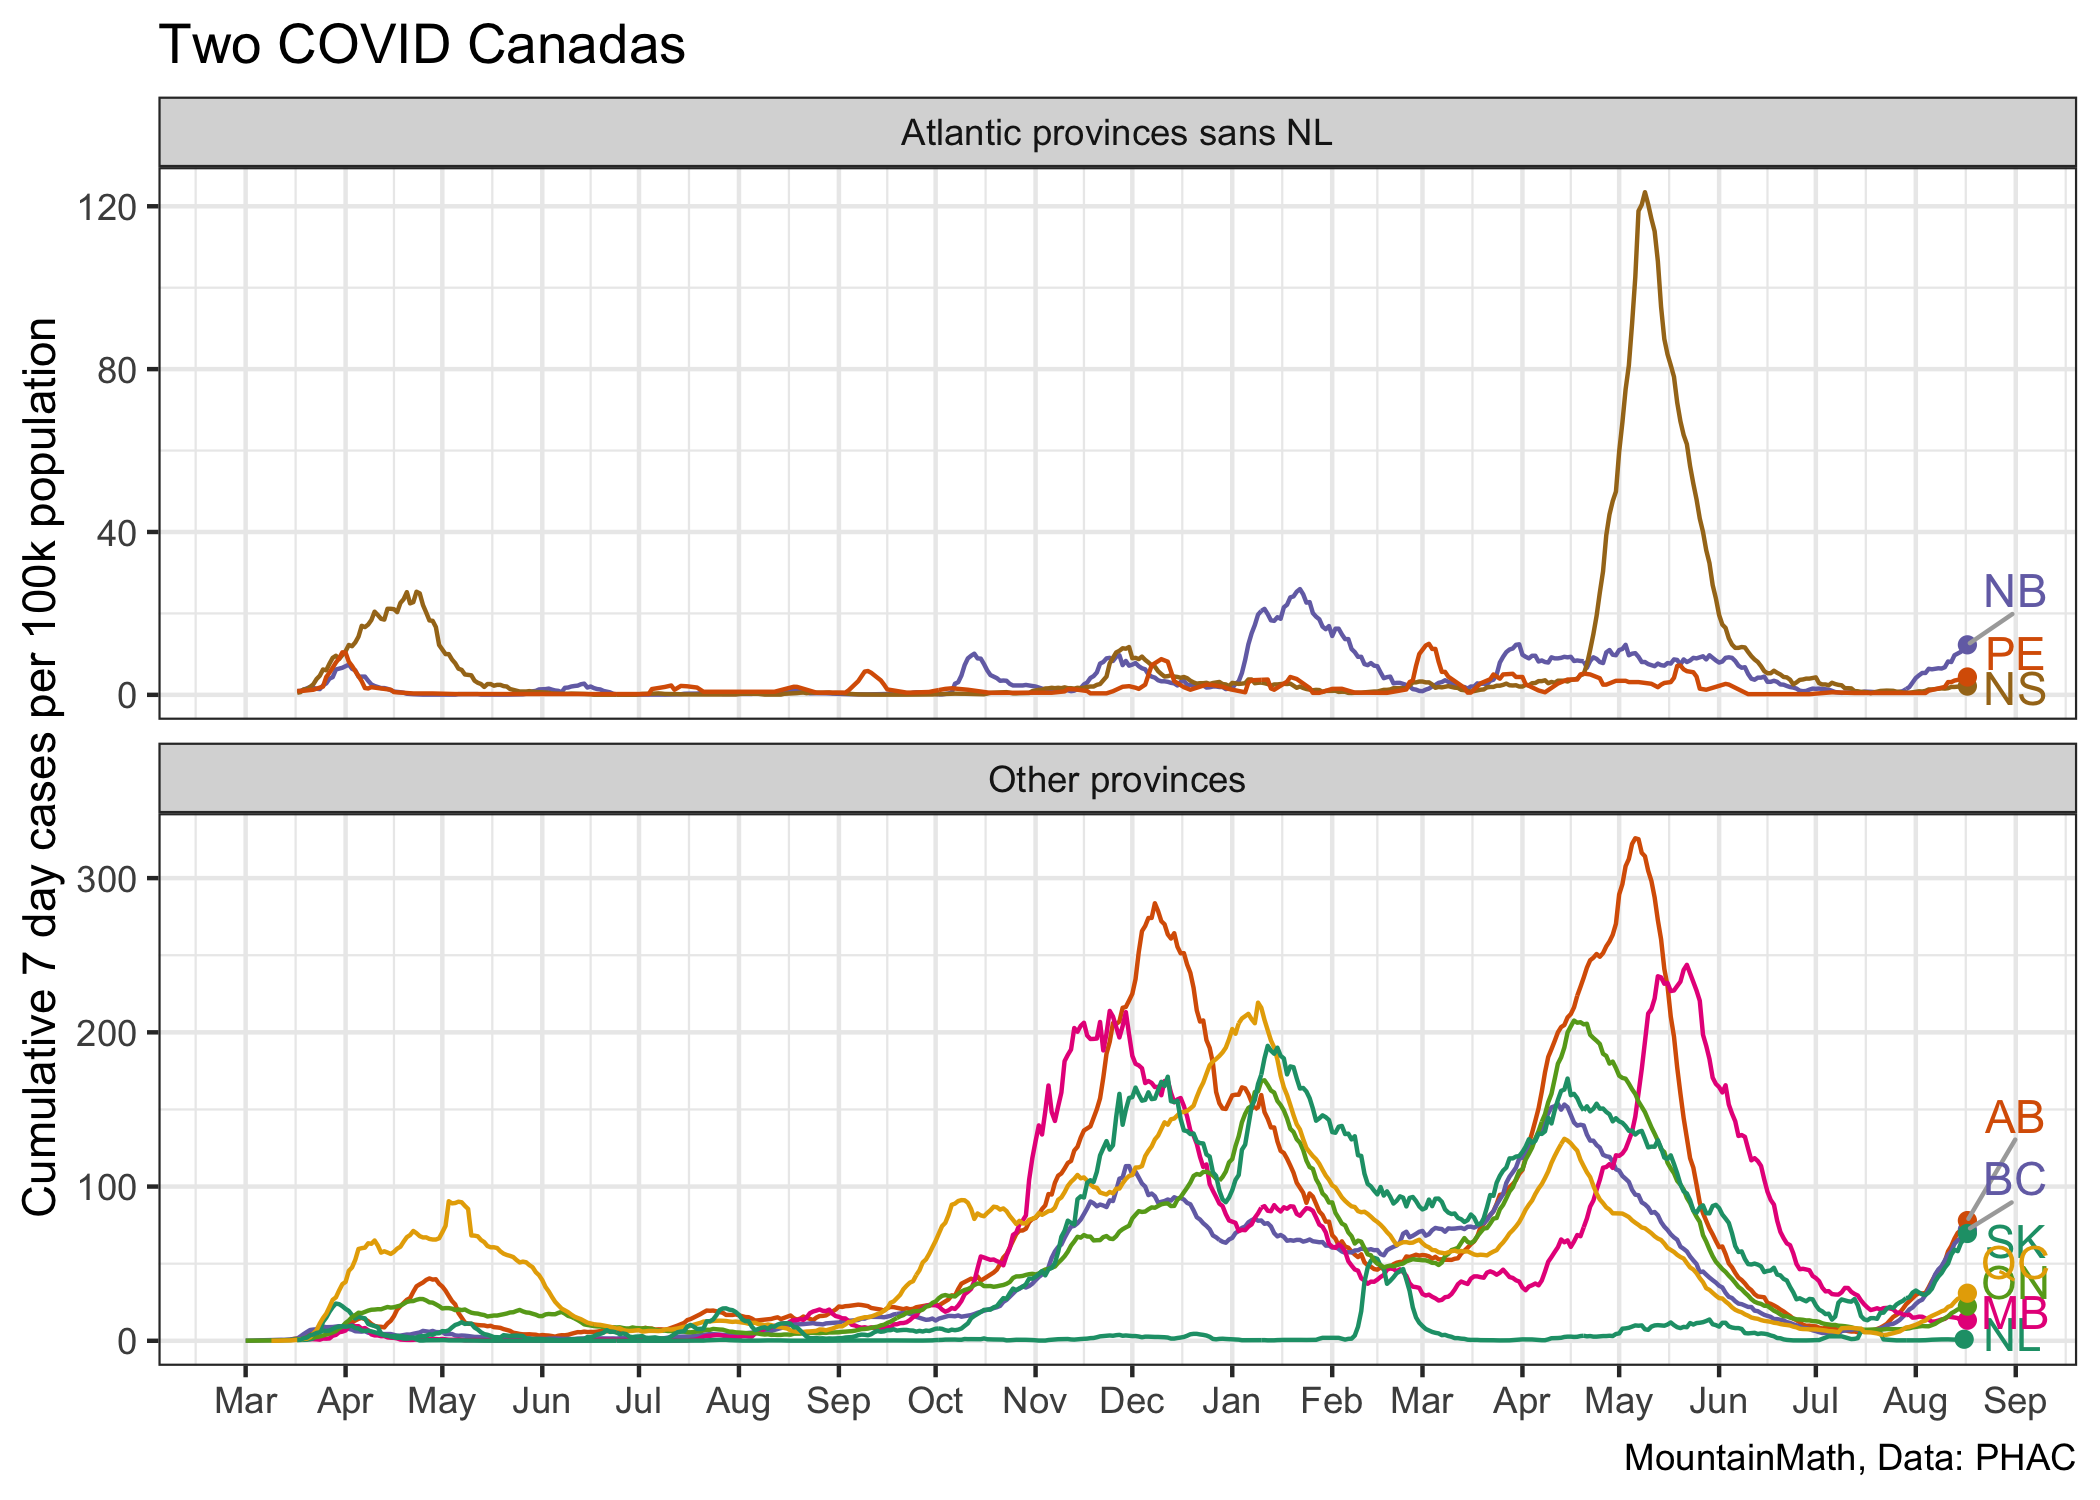 Two COVID Canadas
Atlantic provinces sans NL
120
80
40
0
NB
PE
NS
Cumulative 7 day cases per 100k population
Other provinces
300
200
100
0
AB
BC
SK
QC
ON
MB
NL
Mar Apr May Jun Jul Aug Sep Oct Nov Dec Jan Feb Mar Apr May Jun Jul Aug Sep
MountainMath, Data: PHAC